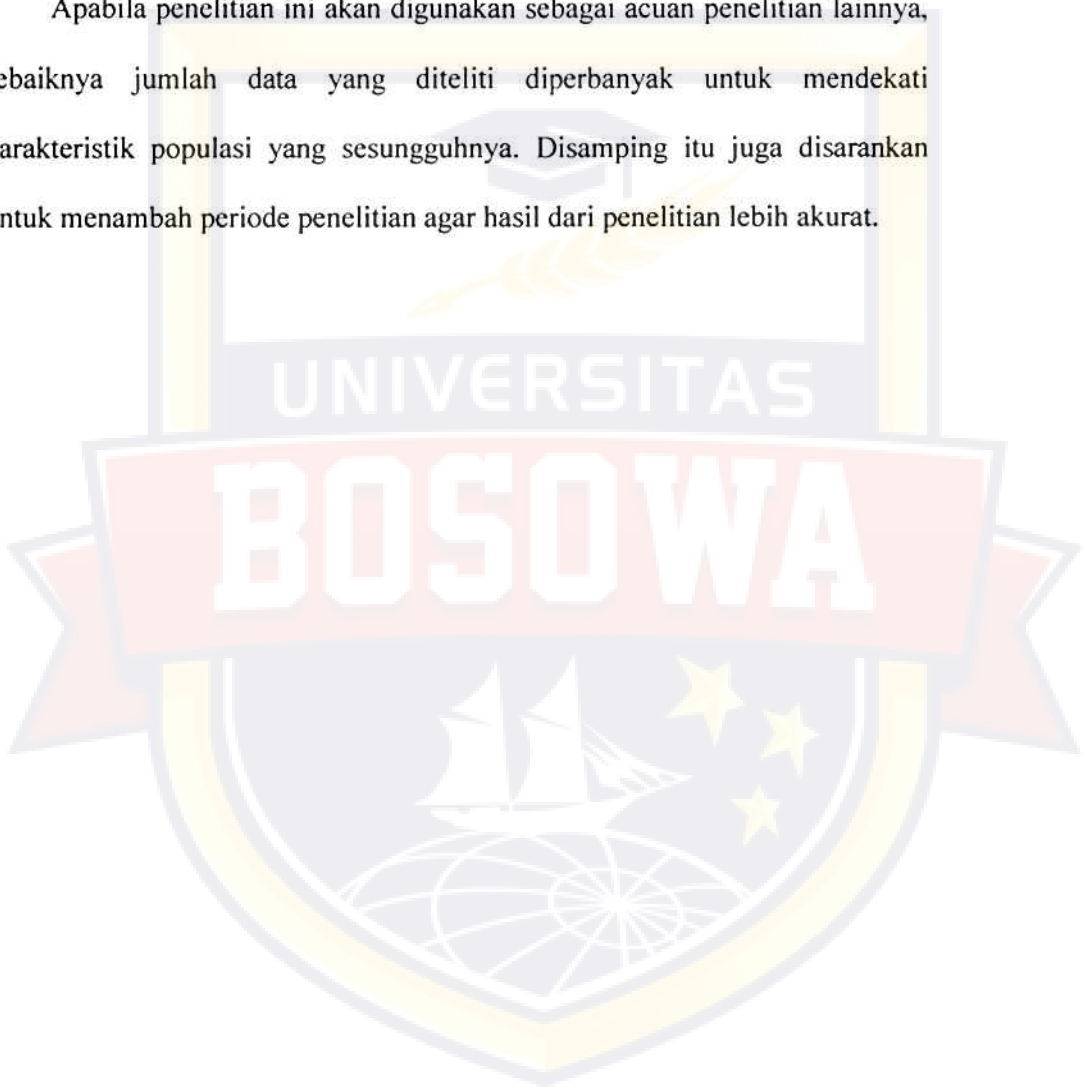 Apabila penelitian ini akan digunakan sebagai acuan penelitian lainnya,
ebaiknya jumlah data yang diteliti diperbanyak untuk mendekati
arakteristik populasi yang sesungguhnya. Disamping itu juga disarankan
ntuk menambah periode penelitian agar hasil dari penelitian lebih akurat.
UNIVERSITAS
BOSOWA